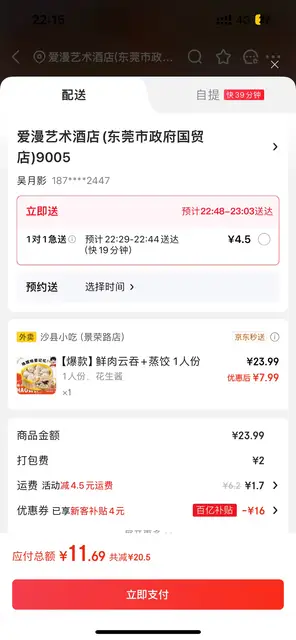 22:15
4G
爱漫艺术酒店(东莞市政...
配送
自提
快39分钟
爱漫艺术酒店 (东莞市政府国贸
店)9005
吴月影 187****2447
立即送
预计22:48-23:03送达
1对1急送
预计22:29-22:44送达
¥4.5
(快19分钟)
预约送
选择时间
外卖 沙县小吃 (景荣路店)
京东秒送
【爆款】鲜肉云吞+蒸饺 1人份
¥23.99
1人份、花生酱
优惠后 ¥7.99
×1
商品金额
¥23.99
打包费
¥2
运费 活动减4.5元运费
¥6.2 ¥1.7
优惠券 已享新客补贴4元
百亿补贴 -¥16
应付总额 ¥11.69 共减¥20.5
立即支付